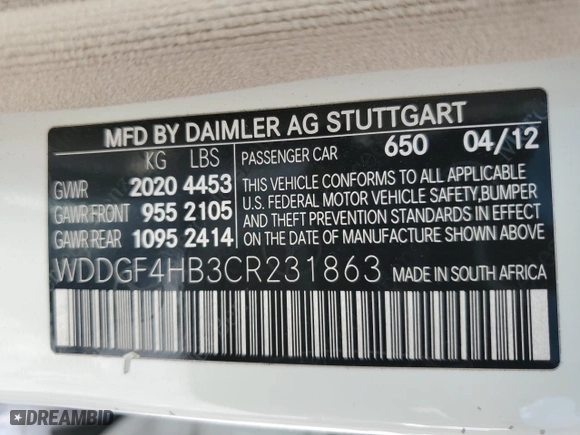 MFD BY DAIMLER AG STUTTGART
KG LBS PASSENGER CAR 650 04/12
GVWR 2020 4453
GAWR FRONT 955 2105
GAWR REAR 1095 2414
THIS VEHICLE CONFORMS TO ALL APPLICABLE
U.S. FEDERAL MOTOR VEHICLE SAFETY, BUMPER
AND THEFT PREVENTION STANDARDS IN EFFECT
ON THE DATE OF MANUFACTURE SHOWN ABOVE
WDDGF4HB3CR231863 MADE IN SOUTH AFRICA
DREAMBID